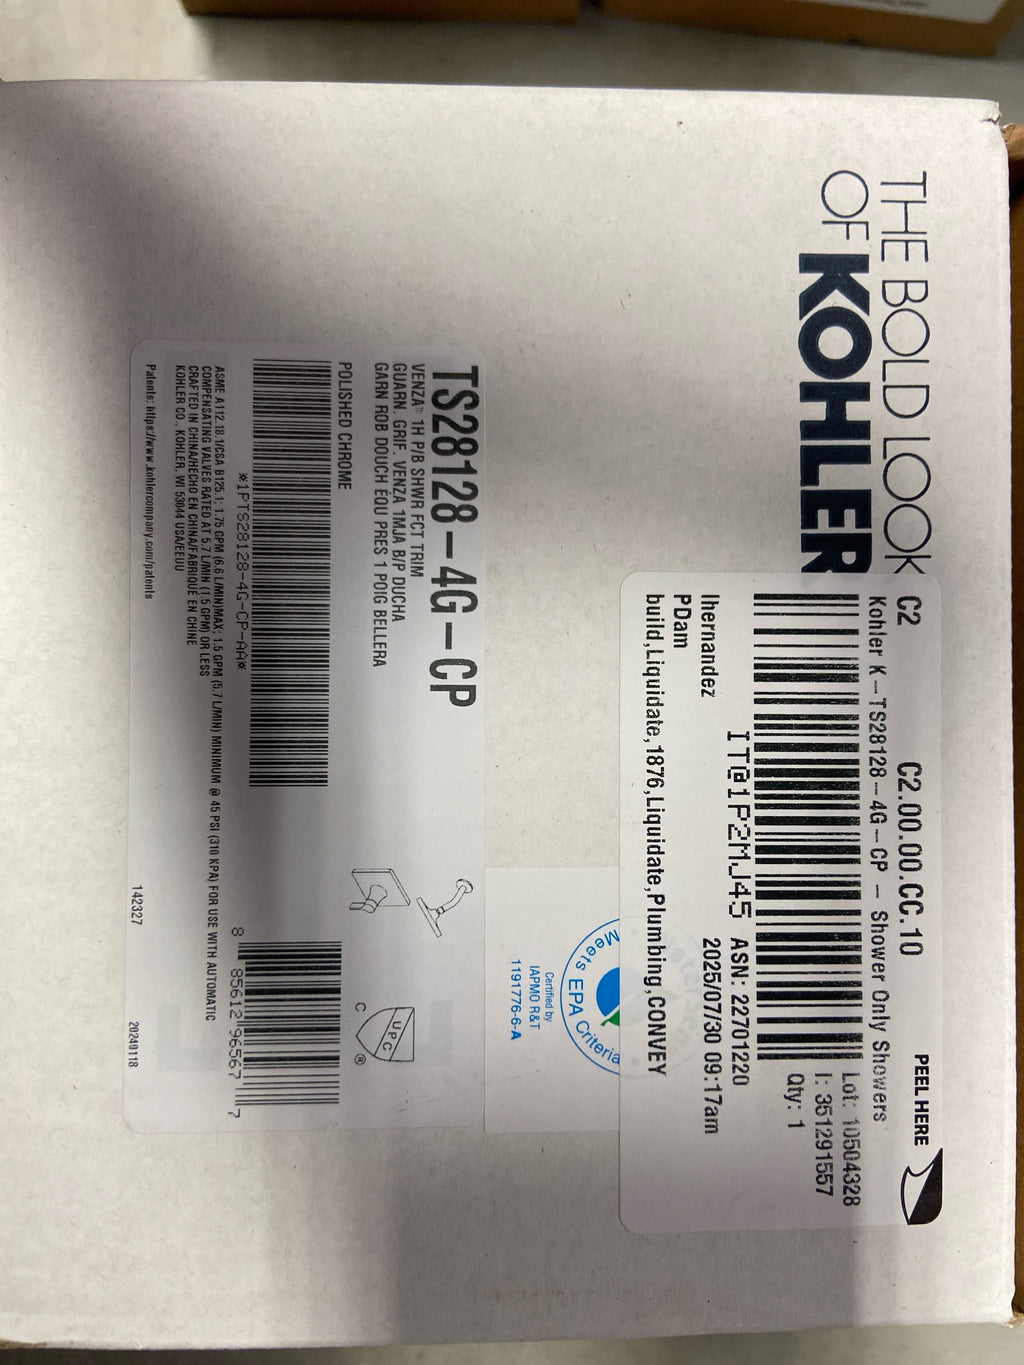 THE BOLD LOOK
OF KOHLER
C2 C2.00.00.CC.10 PEEL HERE
Kohler K-TS28128-4G-CP - Shower Only Showers
Lot: 10504328
I: 351291557
Qty: 1
IT@1P2MJ45 ASN: 22701220
lhernandez 2025/07/30 09:17am
PDam
build,Liquidate,1876,Liquidate,Plumbing,CONVEY
Meets EPA Criteria
Certified by
IAPMO R&T
1191776-6-A
TS28128-4G-CP
VENZA™ 1H P/B SHWR FCT TRIM
GUARN. GRIF. VENZA 1MJA B/P DUCHA
GARN ROB DOUCH ÉQU PRES 1 POIG BELLERA
POLISHED CHROME
UPC
C ®
*1PTS28128-4G-CP-AA*
8 85612 96567 7
ASME A112.18.1/CSA B125.1; 1.75 GPM (6.6 L/MIN)MAX; 1.5 GPM (5.7 L/MIN) MINIMUM @ 45 PSI (310 KPA) FOR USE WITH AUTOMATIC
COMPENSATING VALVES RATED AT 5.7 L/MIN (1.5 GPM) OR LESS
CRAFTED IN CHINA/HECHO EN CHINA/FABRIQUÉ EN CHINE
KOHLER CO., KOHLER, WI 53044 USA/EEUU
Patents: https://www.kohlercompany.com/patents
142327 20240118